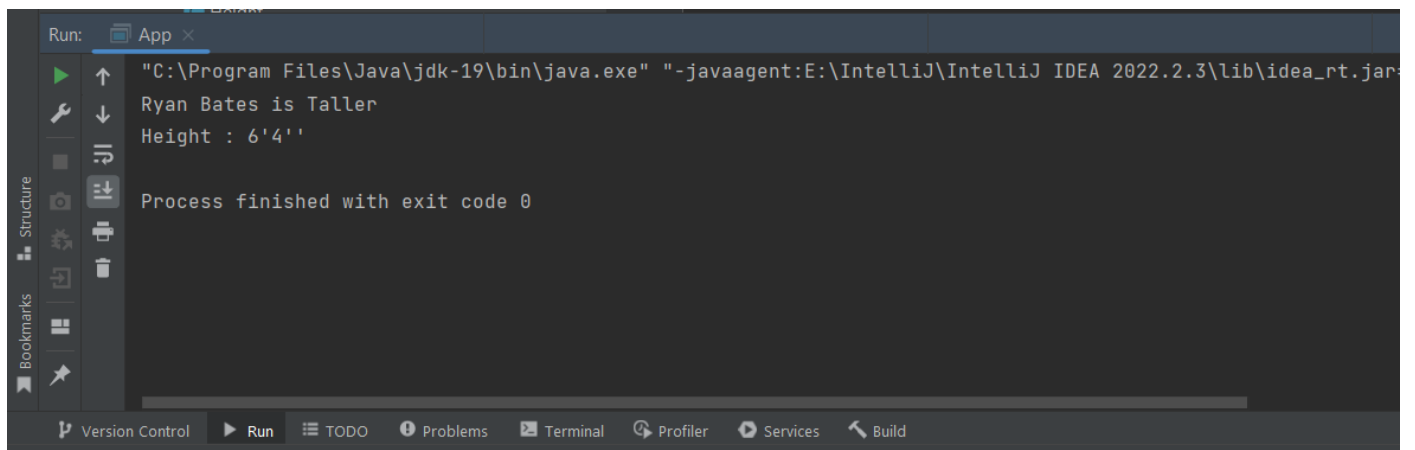 Run: App
"C:\Program Files\Java\jdk-19\bin\java.exe" "-javaagent:E:\IntelliJ\IntelliJ IDEA 2022.2.3\lib\idea_rt.jar=
Ryan Bates is Taller
Height : 6'4''
Process finished with exit code 0
Structure
Bookmarks
Version Control Run TODO Problems Terminal Profiler Services Build